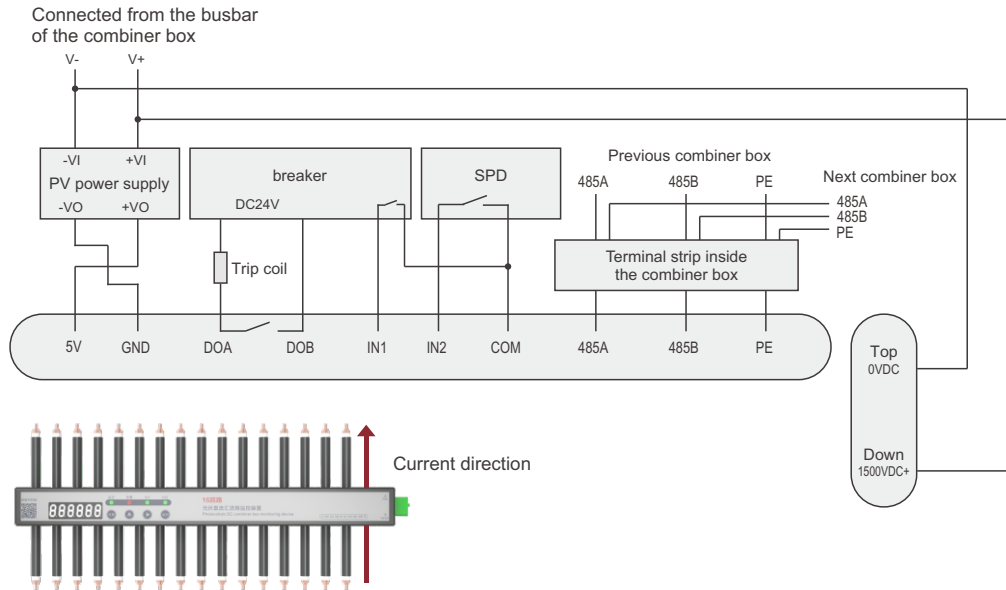 Connected from the busbar
of the combiner box
V-
V+
-VI
+VI
PV power supply
-VO
+VO
breaker
DC24V
SPD
Trip coil
Previous combiner box
485A
485B
PE
Next combiner box
485A
485B
PE
Terminal strip inside
the combiner box
5V
GND
DOA
DOB
IN1
IN2
COM
485A
485B
PE
Top
0VDC
Down
1500VDC+
Current direction
888888